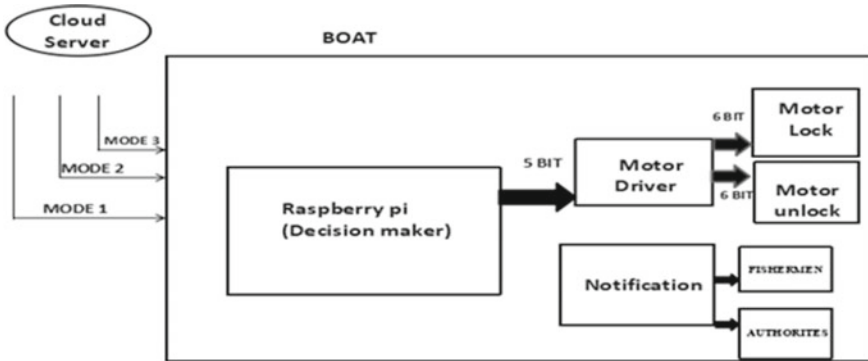 Cloud
Server
BOAT
MODE 3
MODE 2
MODE 1
Raspberry pi
(Decision maker)
5 BIT
Motor
Driver
6 BIT
6 BIT
Motor
Lock
Motor
unlock
Notification
FISHERMEN
AUTHORITES